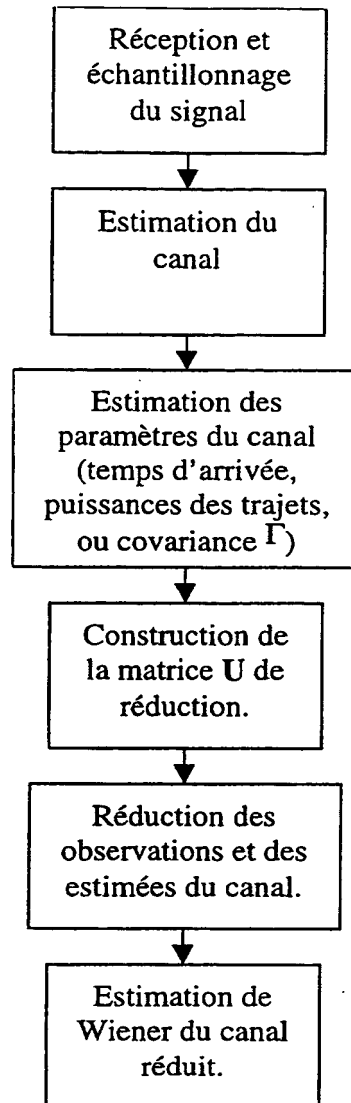 Réception et
échantillonnage
du signal
Estimation du
canal
Estimation des
paramètres du canal
(temps d'arrivée,
puissances des trajets,
ou covariance Γ)
Construction de
la matrice U de
réduction.
Réduction des
observations et des
estimées du canal.
Estimation de
Wiener du canal
réduit.